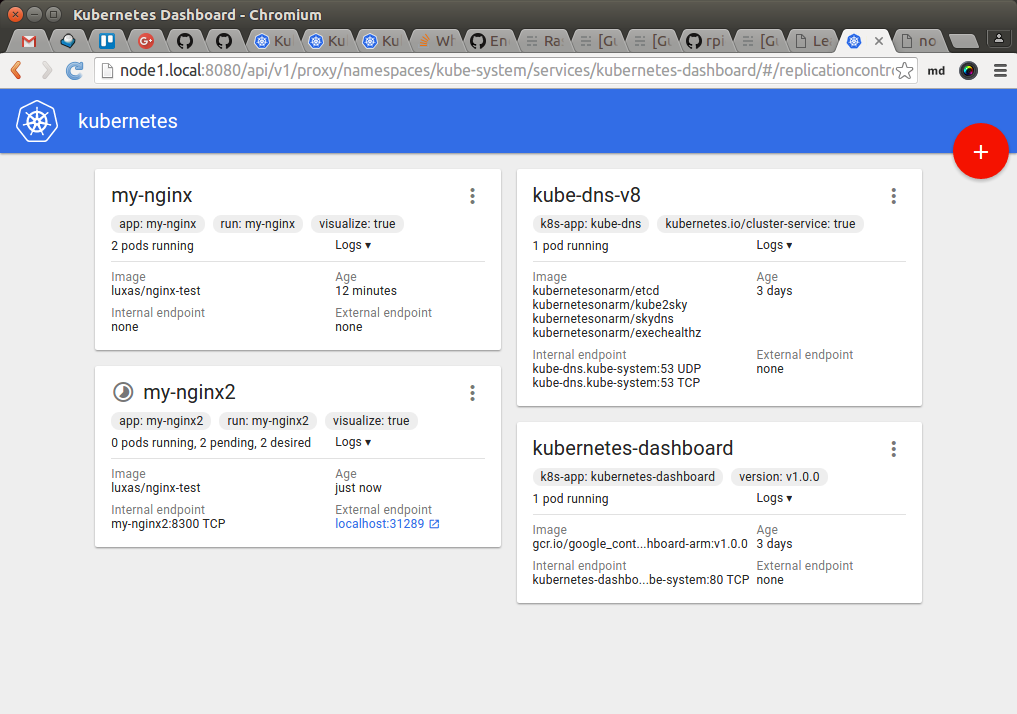 Kubernetes Dashboard - Chromium
Ku
Ku
Ku
Wh
En
Ra
[Gu
[Gu
rpi
[Gu
Le
no
node1.local:8080/api/v1/proxy/namespaces/kube-system/services/kubernetes-dashboard/#/replicationcontr
md
kubernetes
+
my-nginx
app: my-nginx run: my-nginx visualize: true
2 pods running Logs ▾
Image Age
luxas/nginx-test 12 minutes
Internal endpoint External endpoint
none none
my-nginx2
app: my-nginx2 run: my-nginx2 visualize: true
0 pods running, 2 pending, 2 desired Logs ▾
Image Age
luxas/nginx-test just now
Internal endpoint External endpoint
my-nginx2:8300 TCP localhost:31289
kube-dns-v8
k8s-app: kube-dns kubernetes.io/cluster-service: true
1 pod running Logs ▾
Image Age
kubernetesonarm/etcd 3 days
kubernetesonarm/kube2sky
kubernetesonarm/skydns
kubernetesonarm/exechealthz
Internal endpoint External endpoint
kube-dns.kube-system:53 UDP none
kube-dns.kube-system:53 TCP
kubernetes-dashboard
k8s-app: kubernetes-dashboard version: v1.0.0
1 pod running Logs ▾
Image Age
gcr.io/google_cont...hboard-arm:v1.0.0 3 days
Internal endpoint External endpoint
kubernetes-dashbo...be-system:80 TCP none